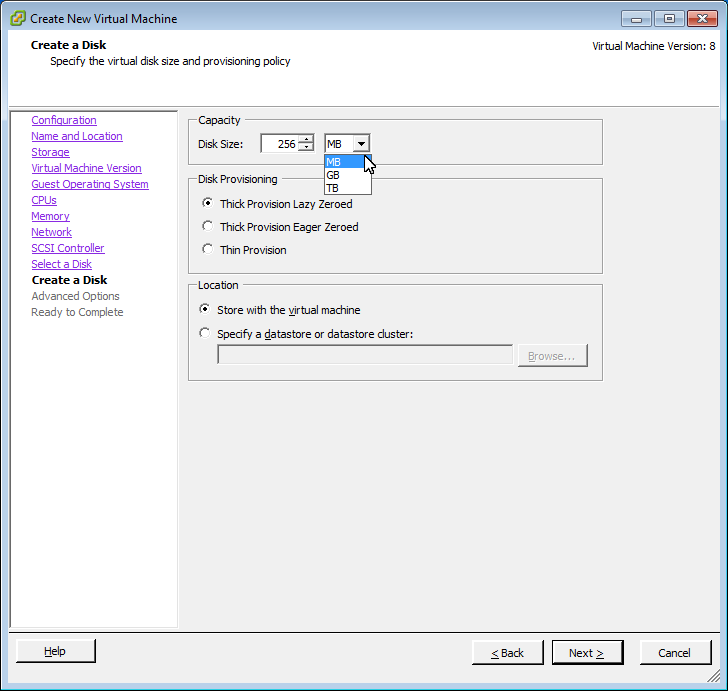 Create New Virtual Machine
Create a Disk
Specify the virtual disk size and provisioning policy
Virtual Machine Version: 8
Configuration
Name and Location
Storage
Virtual Machine Version
Guest Operating System
CPUs
Memory
Network
SCSI Controller
Select a Disk
Create a Disk
Advanced Options
Ready to Complete
Capacity
Disk Size: 256 MB
MB
GB
TB
Disk Provisioning
Thick Provision Lazy Zeroed
Thick Provision Eager Zeroed
Thin Provision
Location
Store with the virtual machine
Specify a datastore or datastore cluster:
Browse...
Help
< Back
Next >
Cancel